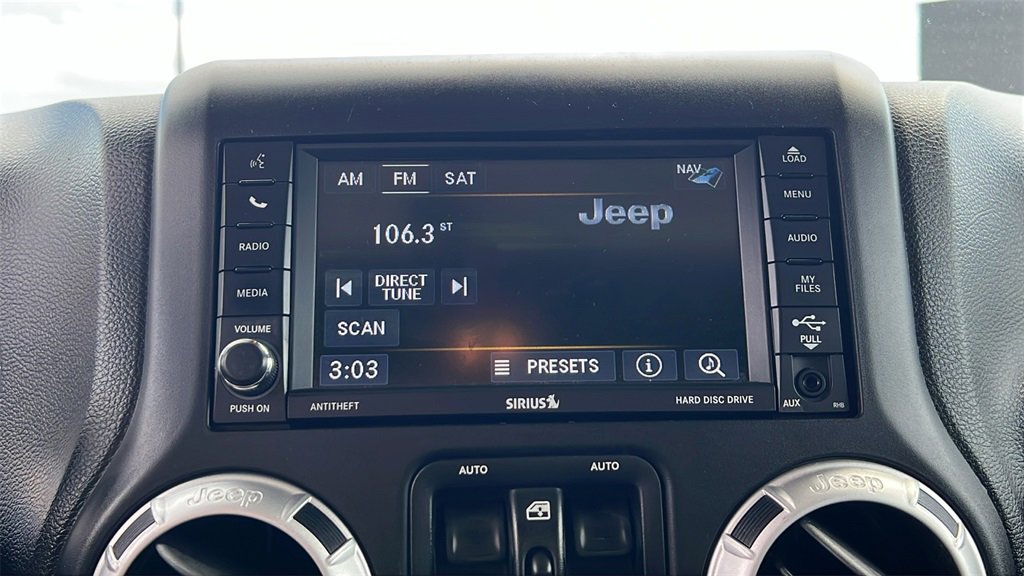 AM FM SAT NAV
LOAD
MENU
Jeep
106.3 ST
RADIO
AUDIO
DIRECT
TUNE
MEDIA
MY
FILES
SCAN
VOLUME
PULL
3:03 PRESETS
PUSH ON
ANTITHEFT SIRIUS HARD DISC DRIVE
AUX RHB
AUTO AUTO
Jeep Jeep